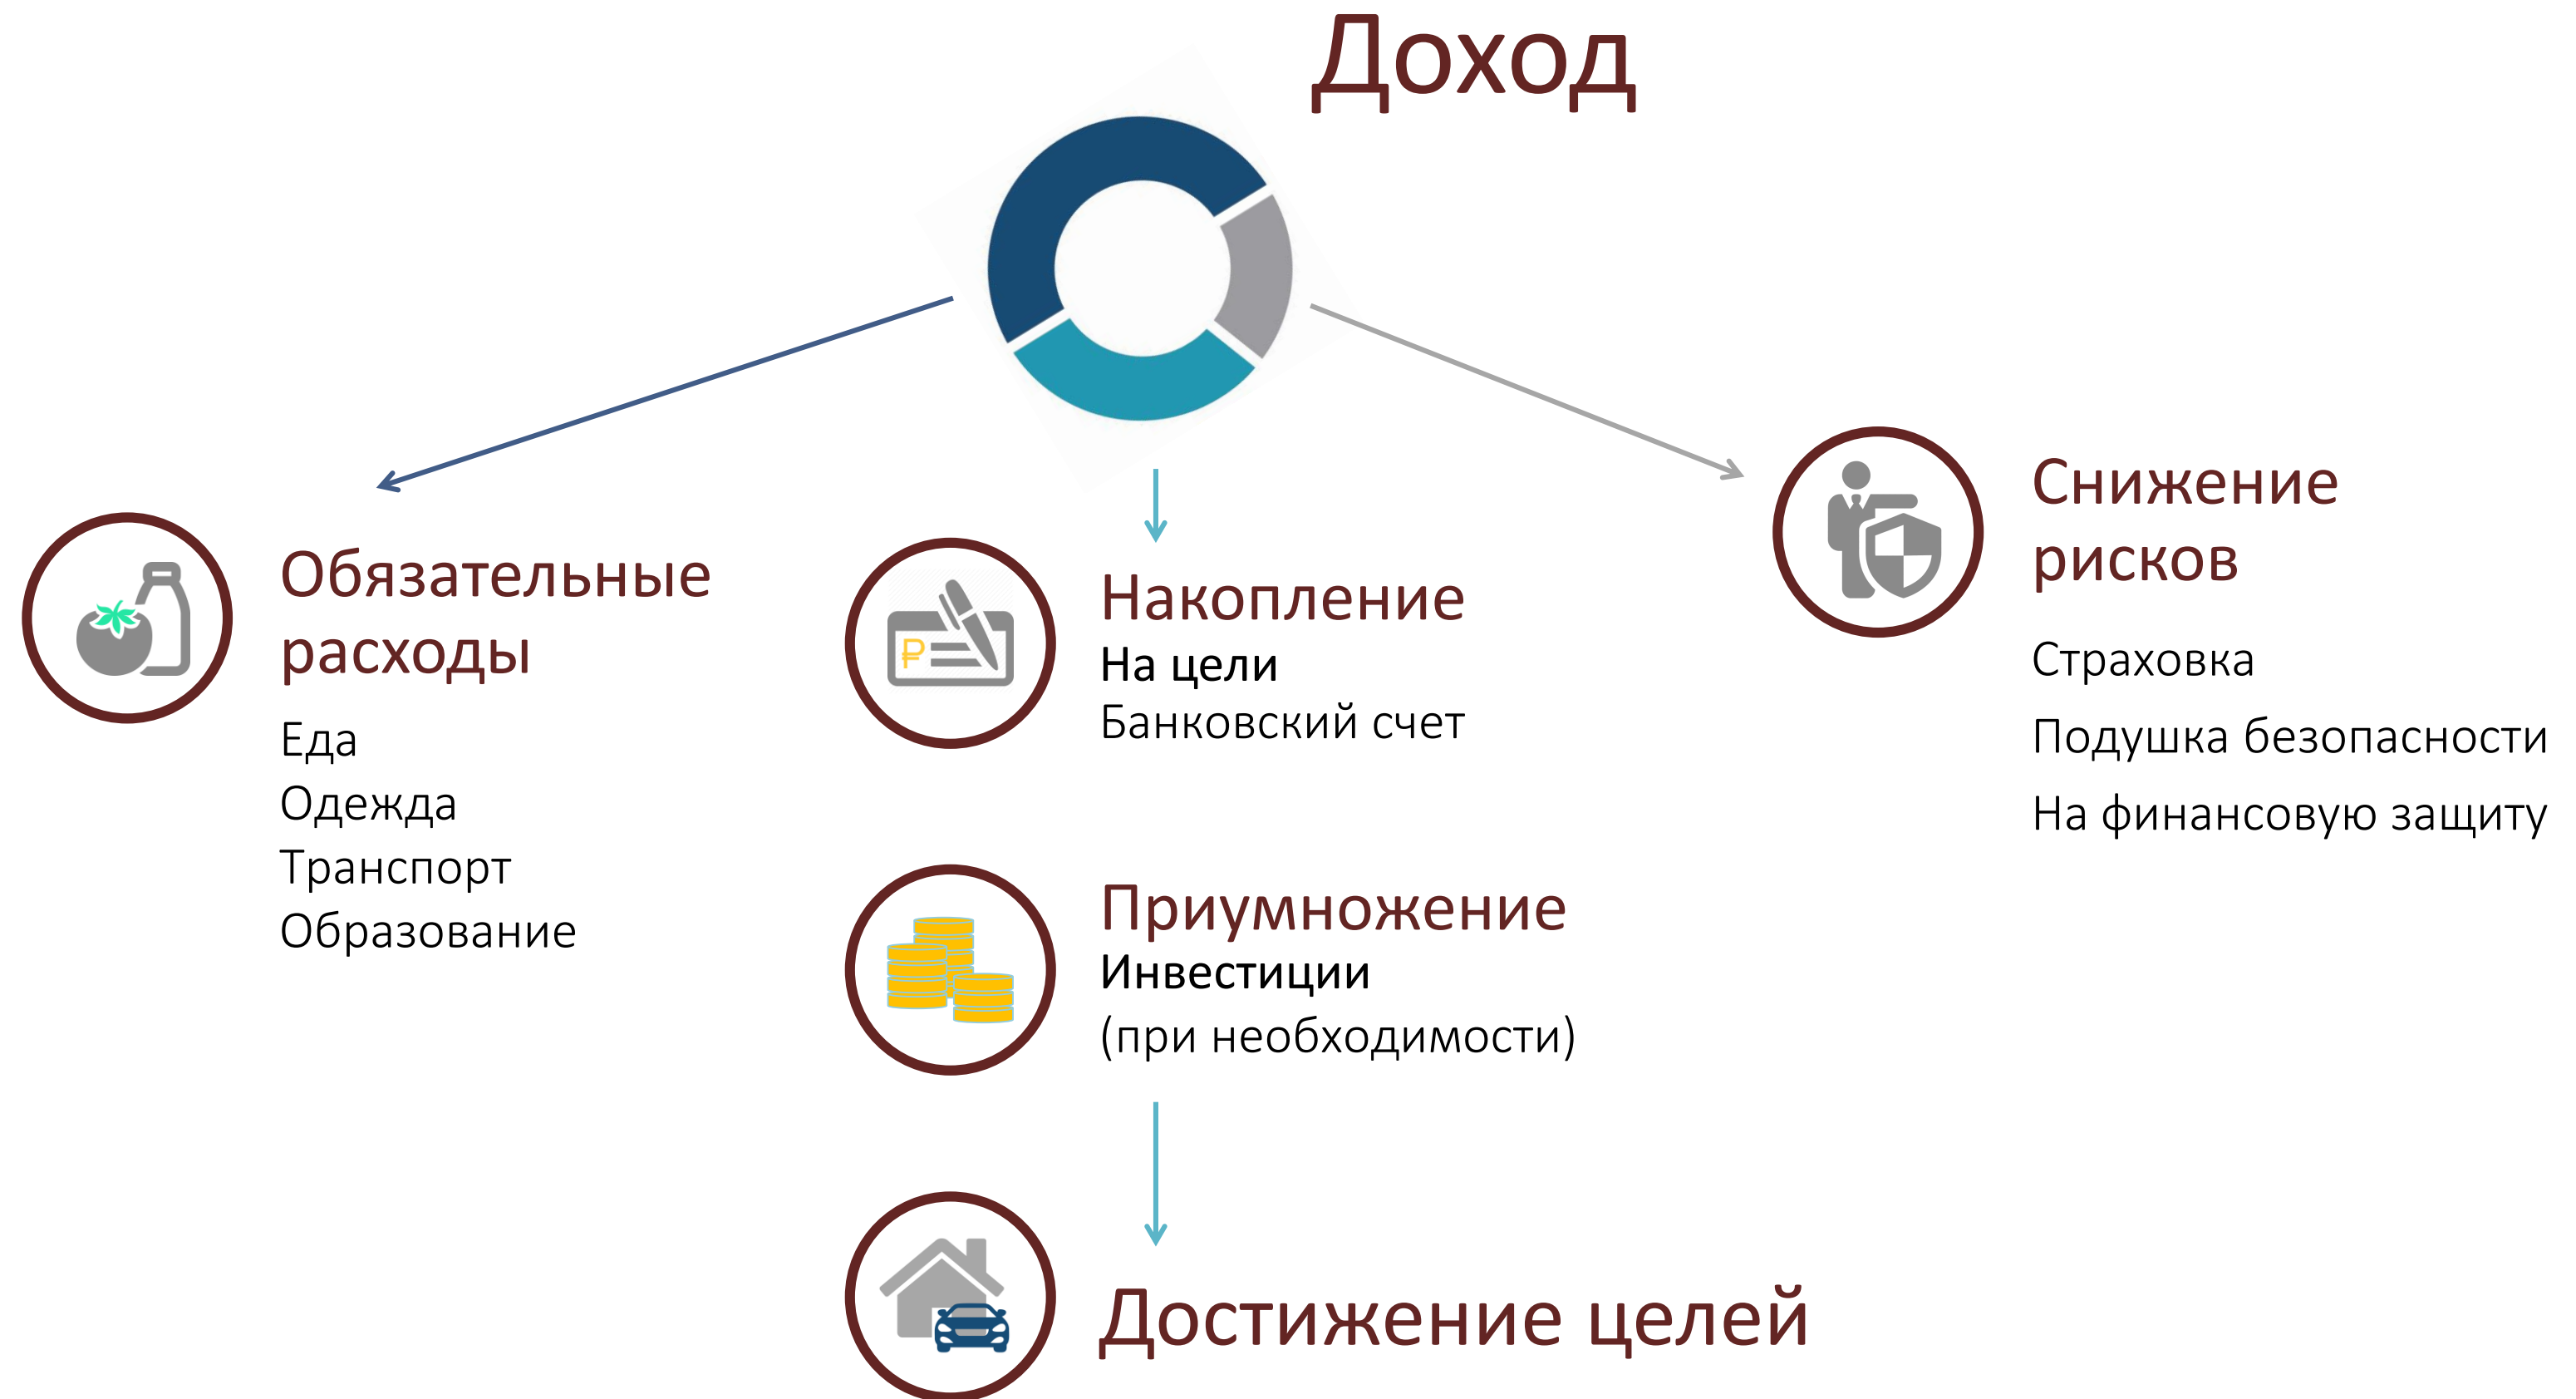 Доход
Обязательные
расходы
Еда
Одежда
Транспорт
Образование
Накопление
На цели
Банковский счет
Приумножение
Инвестиции
(при необходимости)
Достижение целей
Снижение
рисков
Страховка
Подушка безопасности
На финансовую защиту